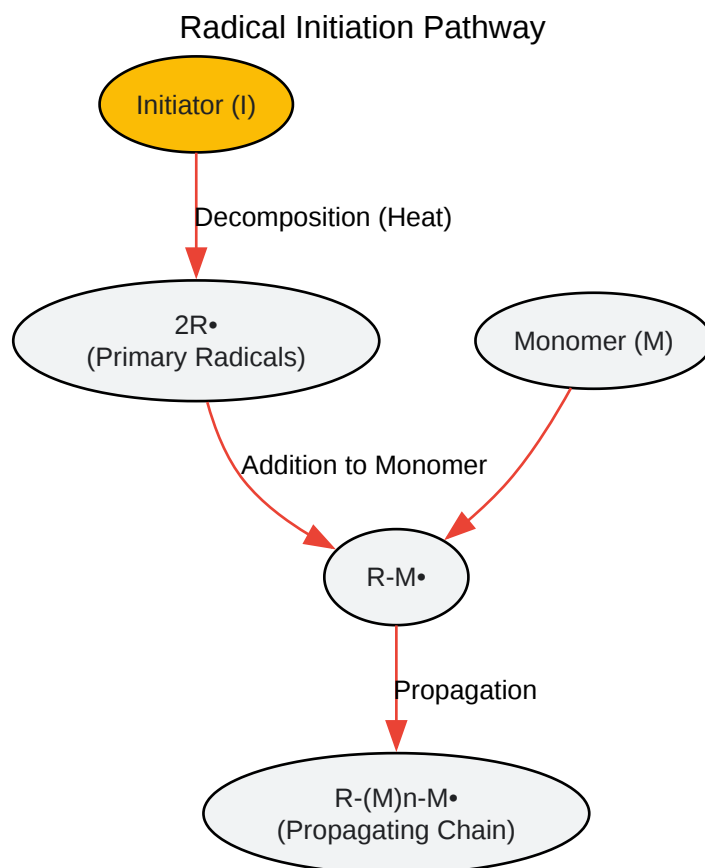 Radical Initiation Pathway
Initiator (I)
Decomposition (Heat)
2R•
(Primary Radicals)
Monomer (M)
Addition to Monomer
R-M•
Propagation
R-(M)n-M•
(Propagating Chain)